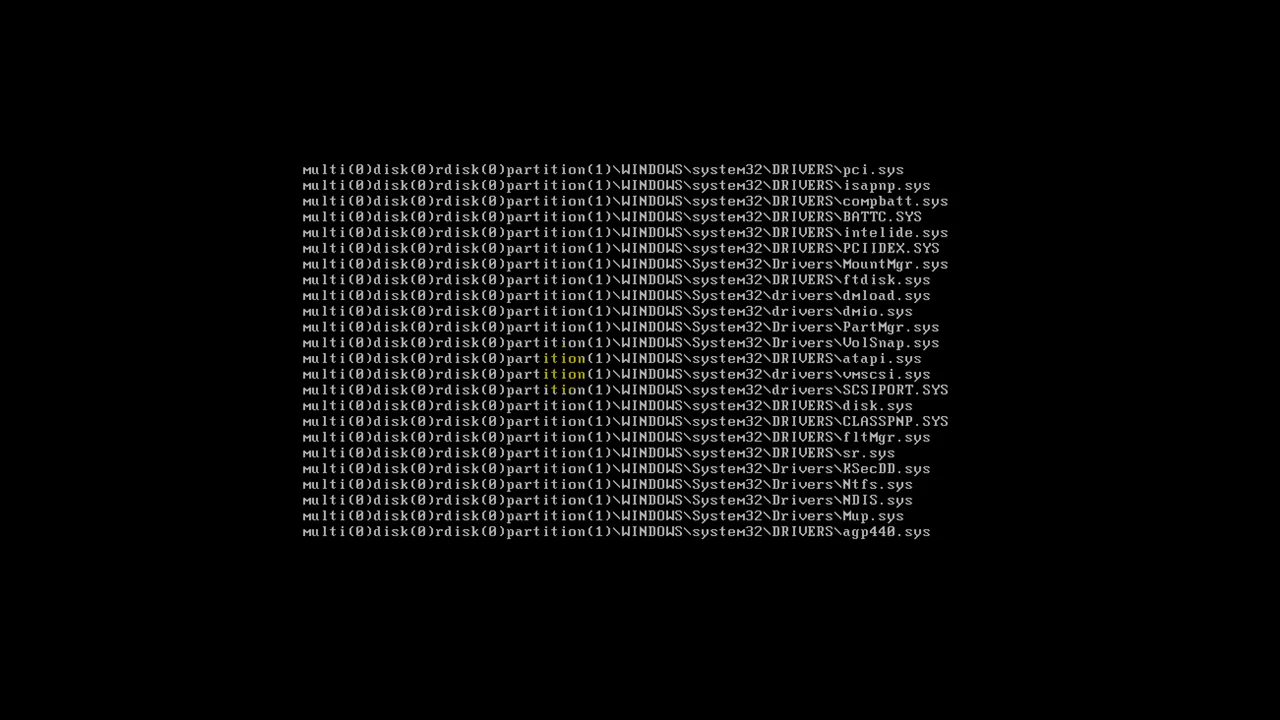 multi(0)disk(0)rdisk(0)partition(1)\WINDOWS\system32\DRIVERS\pci.sys
multi(0)disk(0)rdisk(0)partition(1)\WINDOWS\system32\DRIVERS\isapnp.sys
multi(0)disk(0)rdisk(0)partition(1)\WINDOWS\system32\DRIVERS\compbatt.sys
multi(0)disk(0)rdisk(0)partition(1)\WINDOWS\system32\DRIVERS\BATTC.SYS
multi(0)disk(0)rdisk(0)partition(1)\WINDOWS\system32\DRIVERS\intelide.sys
multi(0)disk(0)rdisk(0)partition(1)\WINDOWS\system32\DRIVERS\PCIIDEX.SYS
multi(0)disk(0)rdisk(0)partition(1)\WINDOWS\System32\Drivers\MountMgr.sys
multi(0)disk(0)rdisk(0)partition(1)\WINDOWS\system32\DRIVERS\ftdisk.sys
multi(0)disk(0)rdisk(0)partition(1)\WINDOWS\System32\drivers\dmload.sys
multi(0)disk(0)rdisk(0)partition(1)\WINDOWS\System32\drivers\dmio.sys
multi(0)disk(0)rdisk(0)partition(1)\WINDOWS\System32\Drivers\PartMgr.sys
multi(0)disk(0)rdisk(0)partition(1)\WINDOWS\System32\Drivers\VolSnap.sys
multi(0)disk(0)rdisk(0)partition(1)\WINDOWS\system32\DRIVERS\atapi.sys
multi(0)disk(0)rdisk(0)partition(1)\WINDOWS\system32\drivers\vmscsi.sys
multi(0)disk(0)rdisk(0)partition(1)\WINDOWS\system32\drivers\SCSIPORT.SYS
multi(0)disk(0)rdisk(0)partition(1)\WINDOWS\system32\DRIVERS\disk.sys
multi(0)disk(0)rdisk(0)partition(1)\WINDOWS\system32\DRIVERS\CLASSPNP.SYS
multi(0)disk(0)rdisk(0)partition(1)\WINDOWS\system32\DRIVERS\fltMgr.sys
multi(0)disk(0)rdisk(0)partition(1)\WINDOWS\system32\DRIVERS\sr.sys
multi(0)disk(0)rdisk(0)partition(1)\WINDOWS\System32\Drivers\KSecDD.sys
multi(0)disk(0)rdisk(0)partition(1)\WINDOWS\System32\Drivers\Ntfs.sys
multi(0)disk(0)rdisk(0)partition(1)\WINDOWS\System32\Drivers\NDIS.sys
multi(0)disk(0)rdisk(0)partition(1)\WINDOWS\System32\Drivers\Mup.sys
multi(0)disk(0)rdisk(0)partition(1)\WINDOWS\system32\DRIVERS\agp440.sys